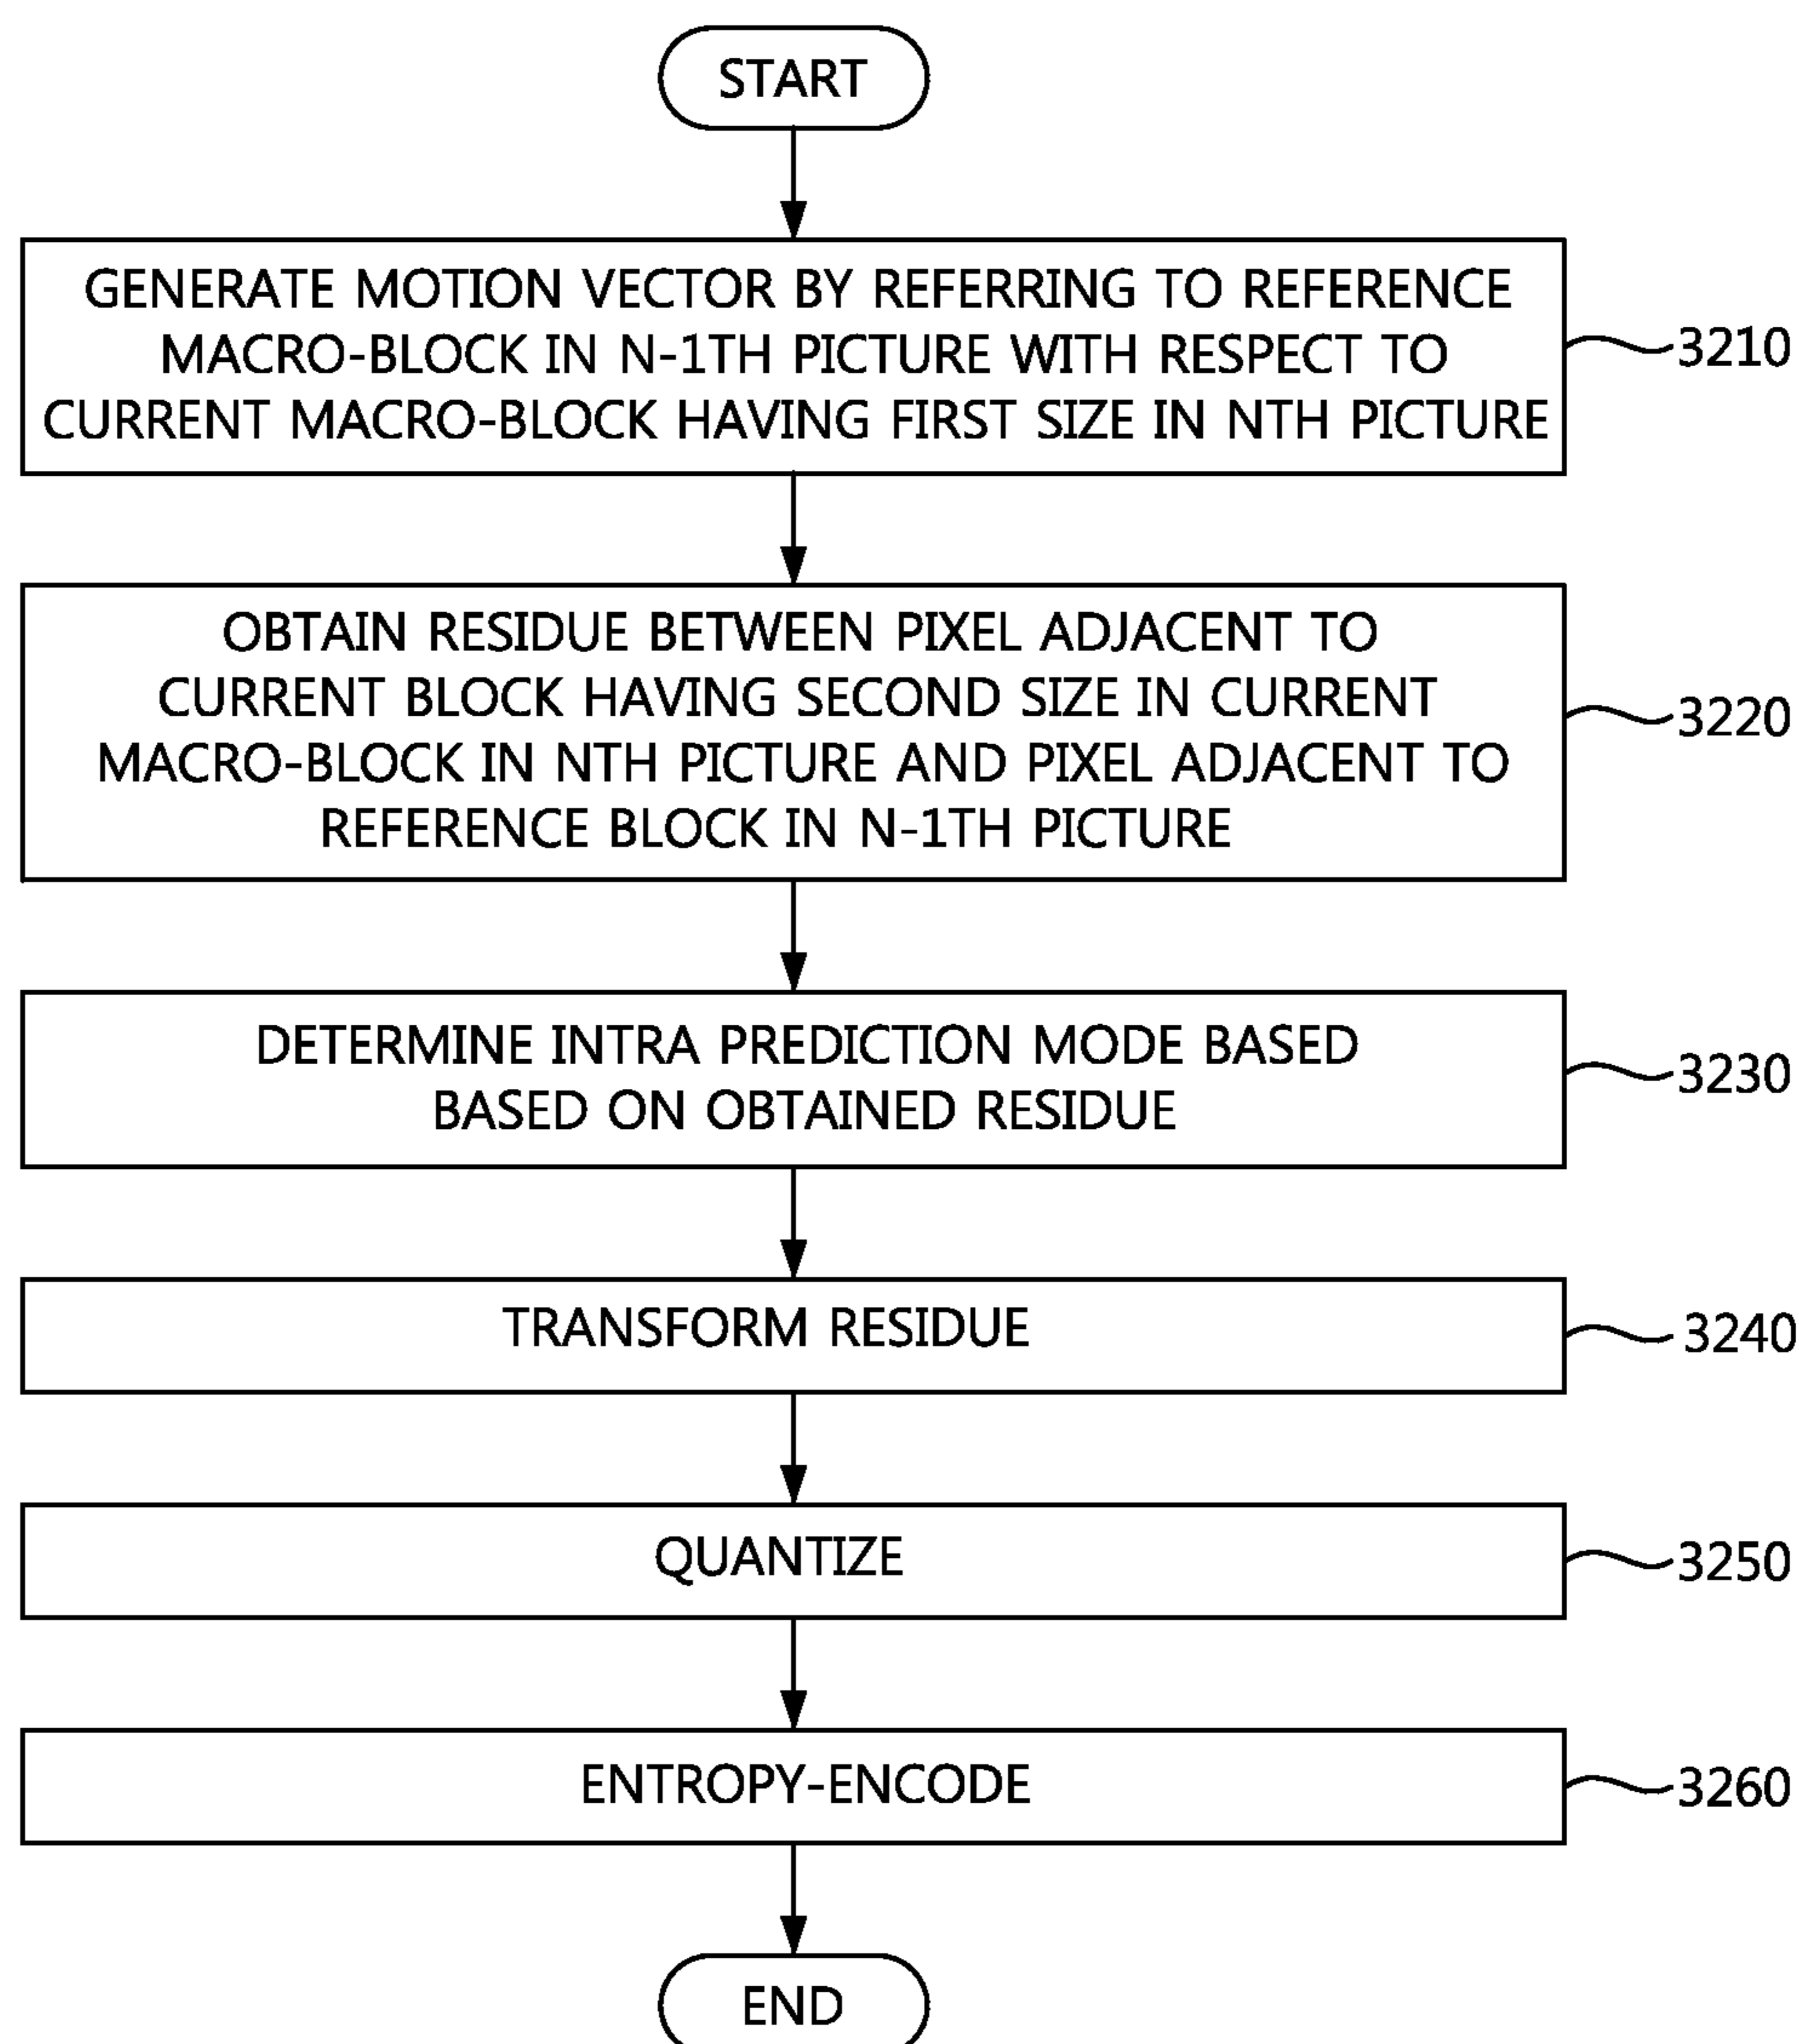 START
GENERATE MOTION VECTOR BY REFERRING TO REFERENCE
MACRO-BLOCK IN N-1TH PICTURE WITH RESPECT TO
CURRENT MACRO-BLOCK HAVING FIRST SIZE IN NTH PICTURE
3210
OBTAIN RESIDUE BETWEEN PIXEL ADJACENT TO
CURRENT BLOCK HAVING SECOND SIZE IN CURRENT
MACRO-BLOCK IN NTH PICTURE AND PIXEL ADJACENT TO
REFERENCE BLOCK IN N-1TH PICTURE
3220
DETERMINE INTRA PREDICTION MODE BASED
BASED ON OBTAINED RESIDUE
3230
TRANSFORM RESIDUE
3240
QUANTIZE
3250
ENTROPY-ENCODE
3260
END